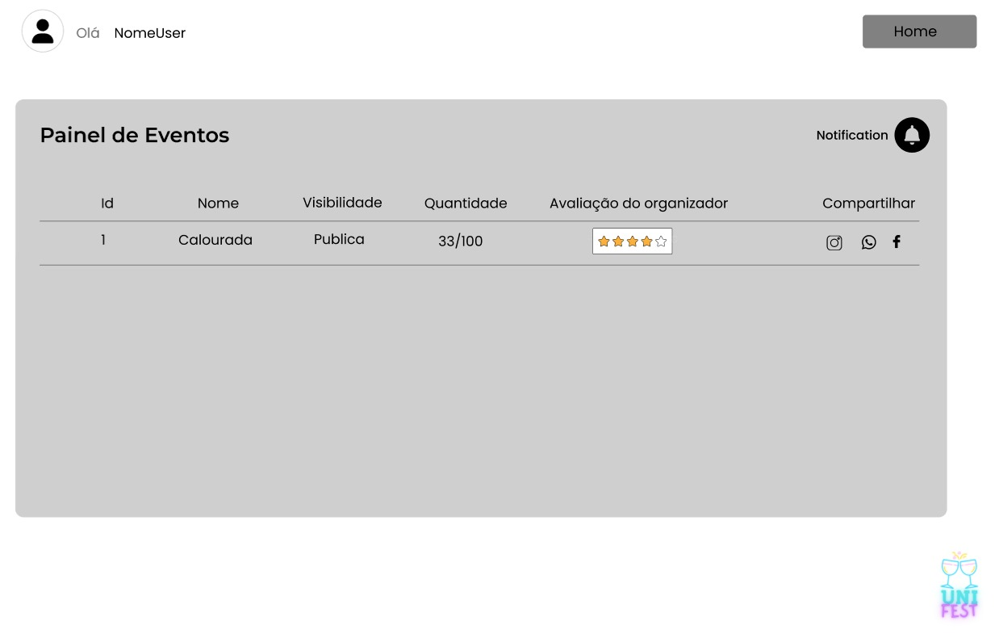 Olá NomeUser
Home
Painel de Eventos
Notification
Id Nome Visibilidade Quantidade Avaliação do organizador Compartilhar
1 Calourada Publica 33/100
UNI
FEST